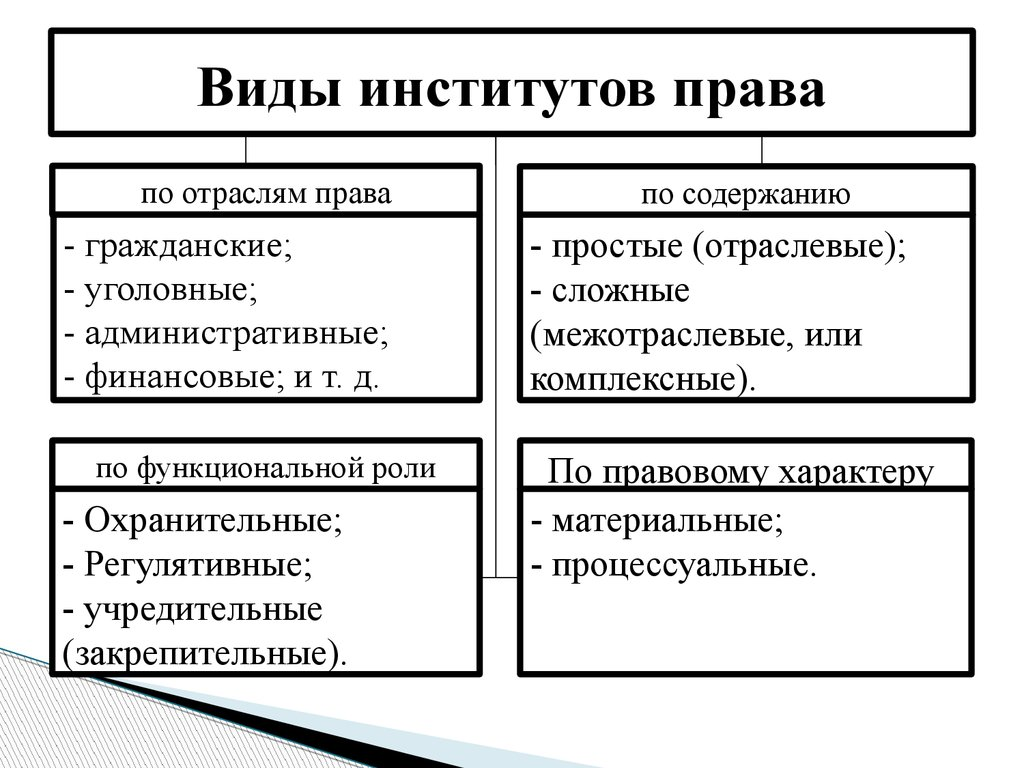 Виды институтов права
по отраслям права
- гражданские;
- уголовные;
- административные;
- финансовые; и т. д.
по содержанию
- простые (отраслевые);
- сложные
(межотраслевые, или
комплексные).
по функциональной роли
- Охранительные;
- Регулятивные;
- учредительные
(закрепительные).
По правовому характеру
- материальные;
- процессуальные.